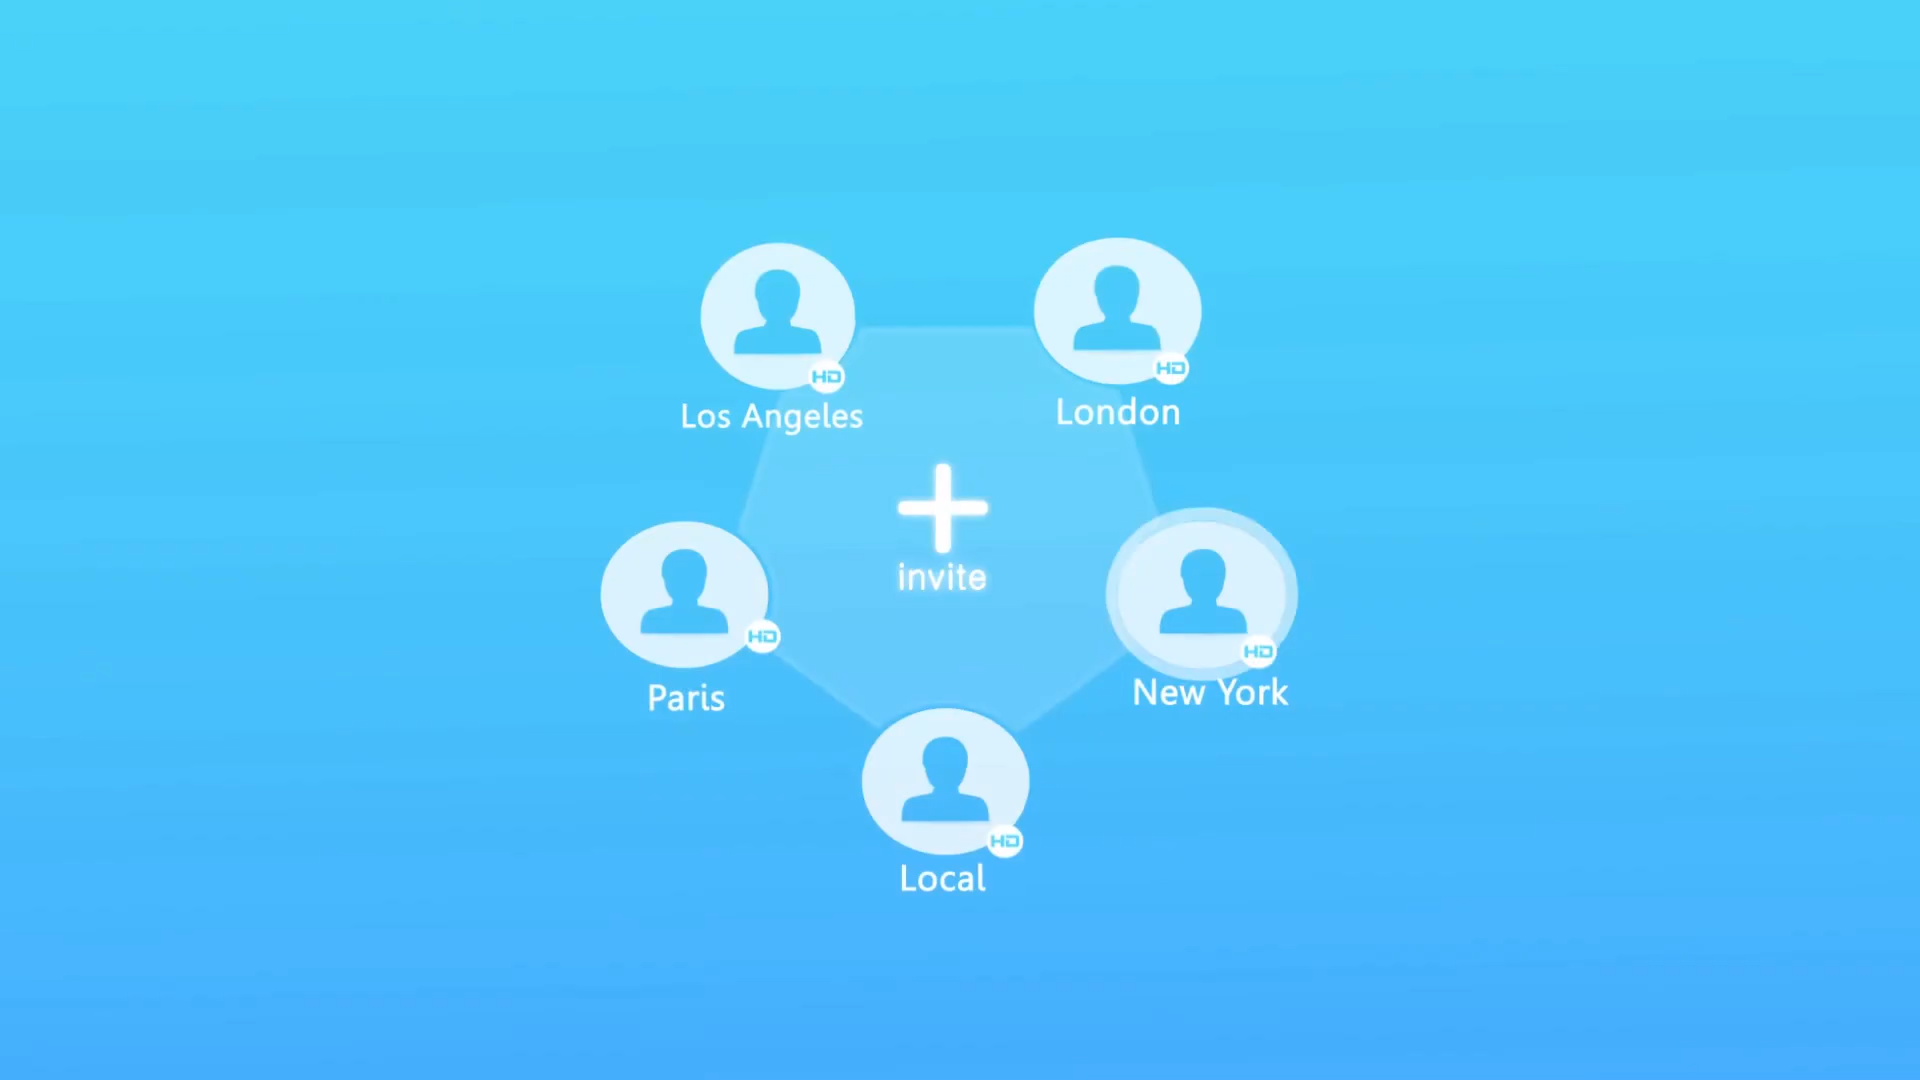 HD
Los Angeles
HD
London
invite
HD
Paris
HD
New York
HD
Local